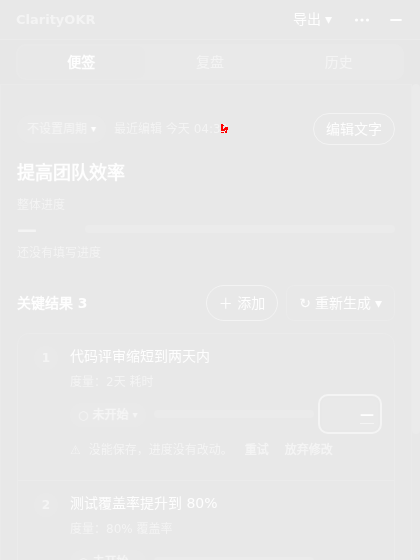 ClarityOKR 导出 ▾ ··· −
便签 复盘 历史
不设置周期 ▾ 最近编辑 今天 04: 编辑文字
提高团队效率
整体进度
—
还没有填写进度
关键结果 3 + 添加 ↻ 重新生成 ▾
1 代码评审缩短到两天内
度量: 2天 耗时
○ 未开始 ▾ —
⚠ 没能保存，进度没有改动。 重试 放弃修改
2 测试覆盖率提升到 80%
度量: 80% 覆盖率